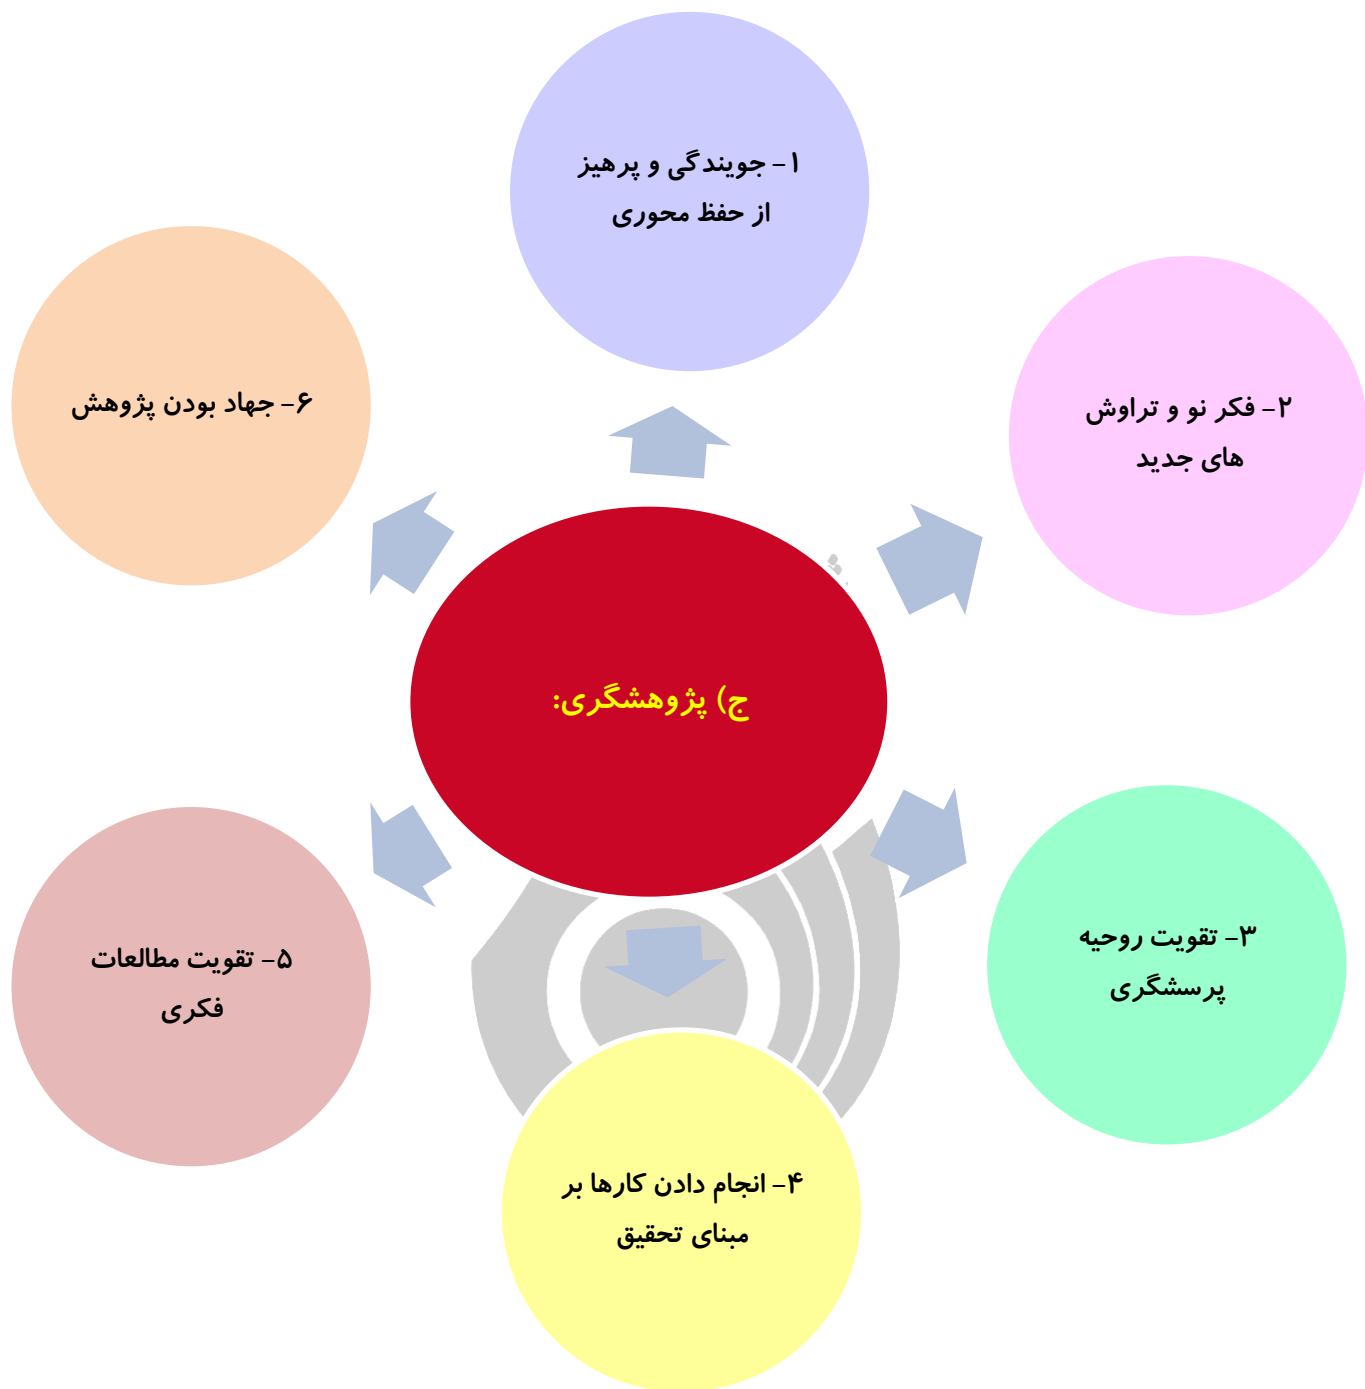 ۱- جویندگی و پرهیز
از حفظ محوری
۲- فکر نو و تراوش
های جدید
۳- تقویت روحیه
پرسشگری
۴- انجام دادن کارها بر
مبنای تحقیق
۵- تقویت مطالعات
فکری
۶- جهاد بودن پژوهش
ج) پژوهشگری: